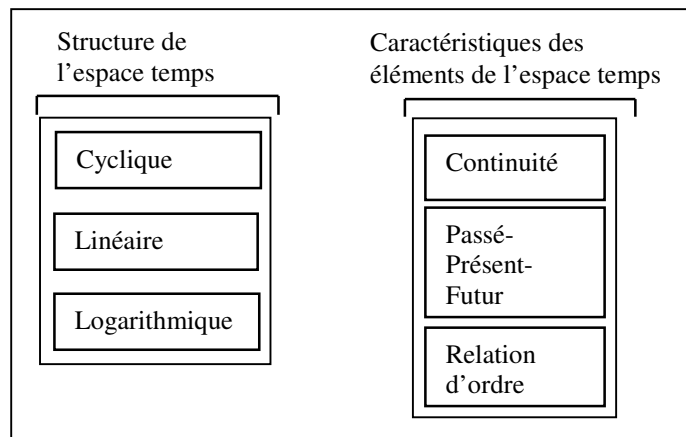 Structure de
l'espace temps
Cyclique
Linéaire
Logarithmique
Caractéristiques des
éléments de l'espace temps
Continuité
Passé-
Présent-
Futur
Relation
d'ordre